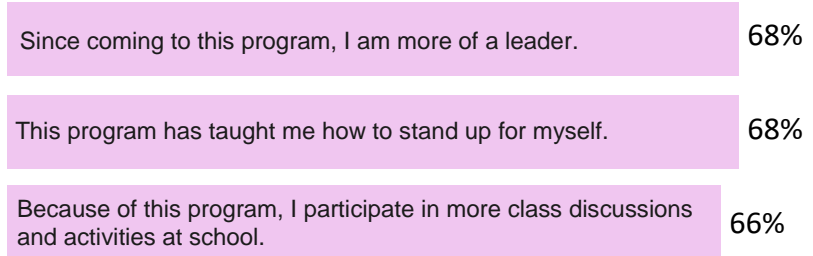 Since coming to this program, I am more of a leader.
68%
This program has taught me how to stand up for myself.
68%
Because of this program, I participate in more class discussions
and activities at school.
66%